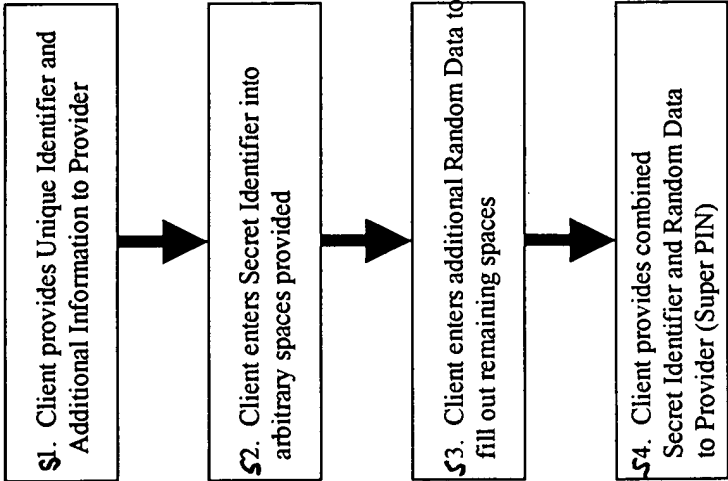 S1. Client provides Unique Identifier and
Additional Information to Provider
S2. Client enters Secret Identifier into
arbitrary spaces provided
S3. Client enters additional Random Data to
fill out remaining spaces
S4. Client provides combined
Secret Identifier and Random Data
to Provider (Super PIN)